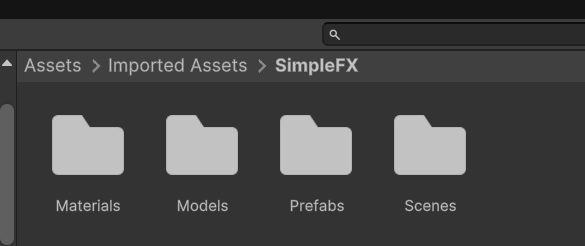 Assets > Imported Assets > SimpleFX
Materials Models Prefabs Scenes